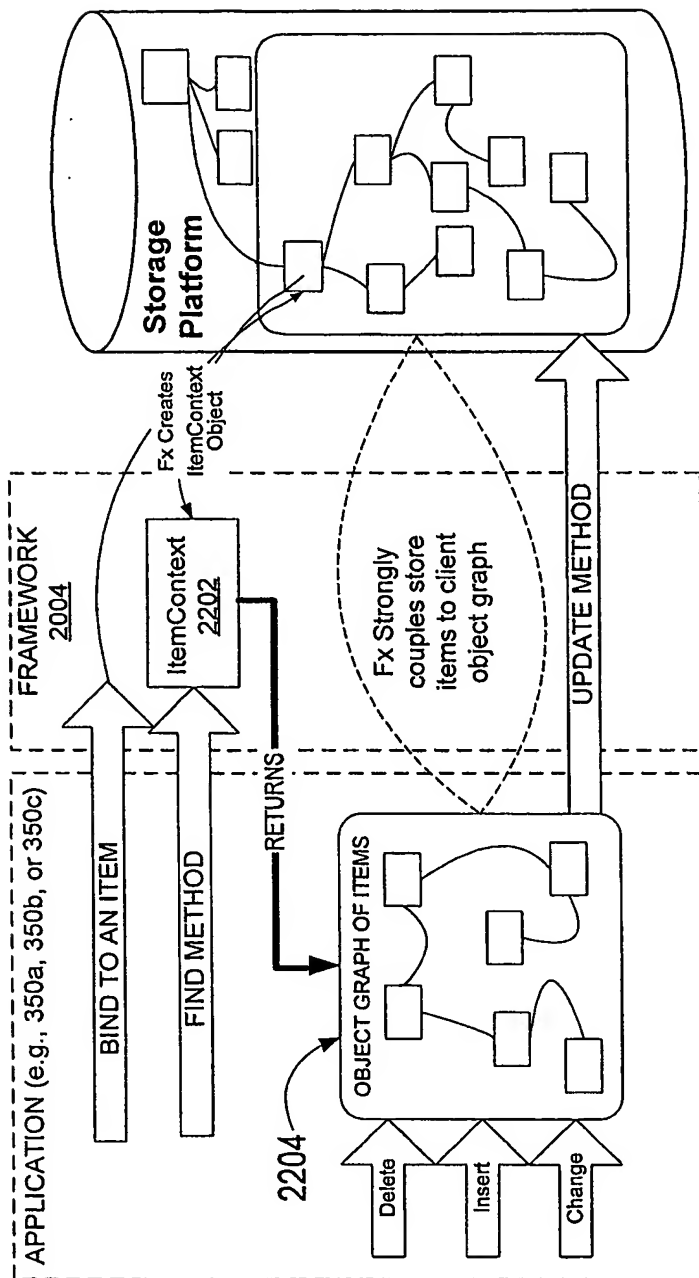 APPLICATION (e.g., 350a, 350b, or 350c)
FRAMEWORK
2004
BIND TO AN ITEM
FIND METHOD
ItemContext
2202
Fx Creates
ItemContext
Object
Storage
Platform
RETURNS
2204
OBJECT GRAPH OF ITEMS
Fx Strongly
couples store
items to client
object graph
Delete
Insert
Change
UPDATE METHOD